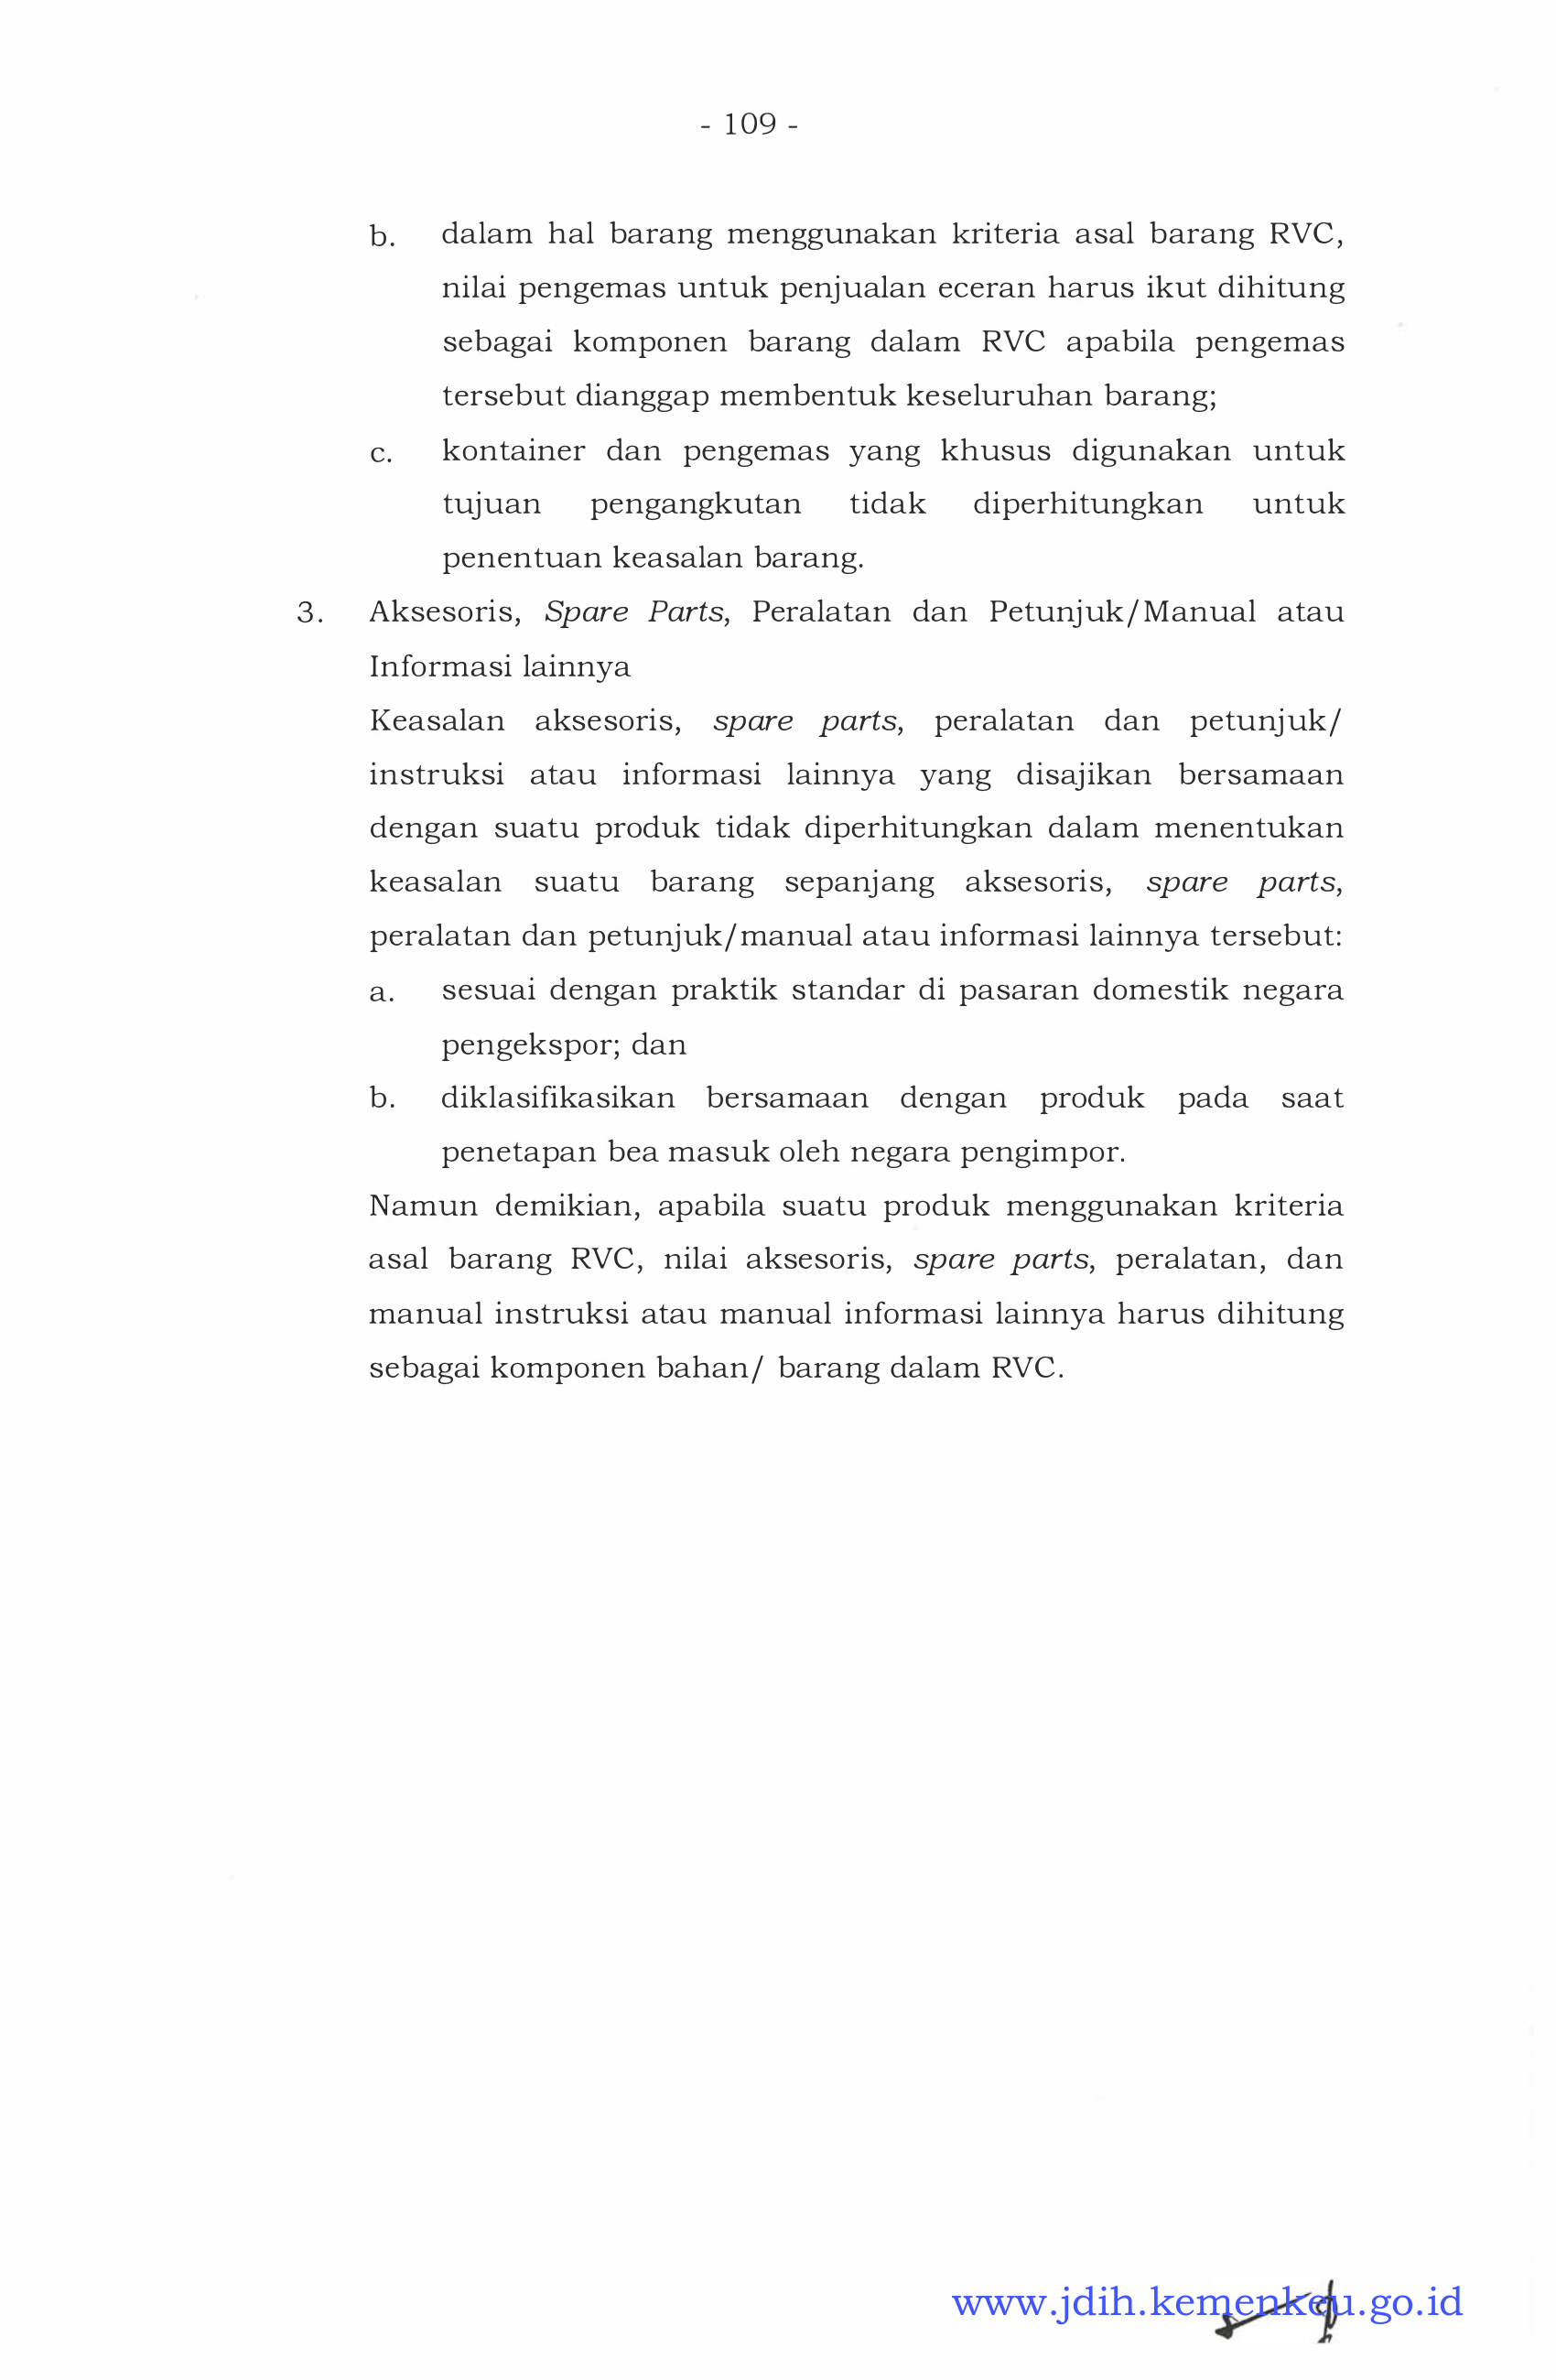 - 109 -
b. dalam hal barang menggunakan kriteria asal barang RVC,
nilai pengemas untuk penjualan eceran harus ikut dihitung
sebagai komponen barang dalam RVC apabila pengemas
tersebut dianggap membentuk keseluruhan barang;
c. kontainer dan pengemas yang khusus digunakan untuk
tujuan pengangkutan tidak diperhitungkan untuk
penentuan keasalan barang.
3. Aksesoris, Spare Parts, Peralatan dan Petunjuk/Manual atau
Informasi lainnya
Keasalan aksesoris, spare parts, peralatan dan petunjuk/
instruksi atau informasi lainnya yang disajikan bersamaan
dengan suatu produk tidak diperhitungkan dalam menentukan
keasalan suatu barang sepanjang aksesoris, spare parts,
peralatan dan petunjuk/manual atau informasi lainnya tersebut:
a. sesuai dengan praktik standar di pasaran domestik negara
pengekspor; dan
b. diklasifikasikan bersamaan dengan produk pada saat
penetapan bea masuk oleh negara pengimpor.
Namun demikian, apabila suatu produk menggunakan kriteria
asal barang RVC, nilai aksesoris, spare parts, peralatan, dan
manual instruksi atau manual informasi lainnya harus dihitung
sebagai komponen bahan/ barang dalam RVC.
www.jdih.kemenkeu.go.id